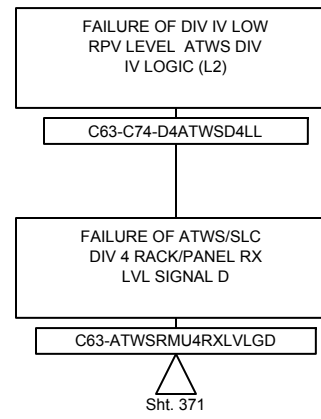 FAILURE OF DIV IV LOW
RPV LEVEL ATWS DIV
IV LOGIC (L2)
C63-C74-D4ATWSD4LL
FAILURE OF ATWS/SLC
DIV 4 RACK/PANEL RX
LVL SIGNAL D
C63-ATWSRMU4RXLVLGD
Sht. 371